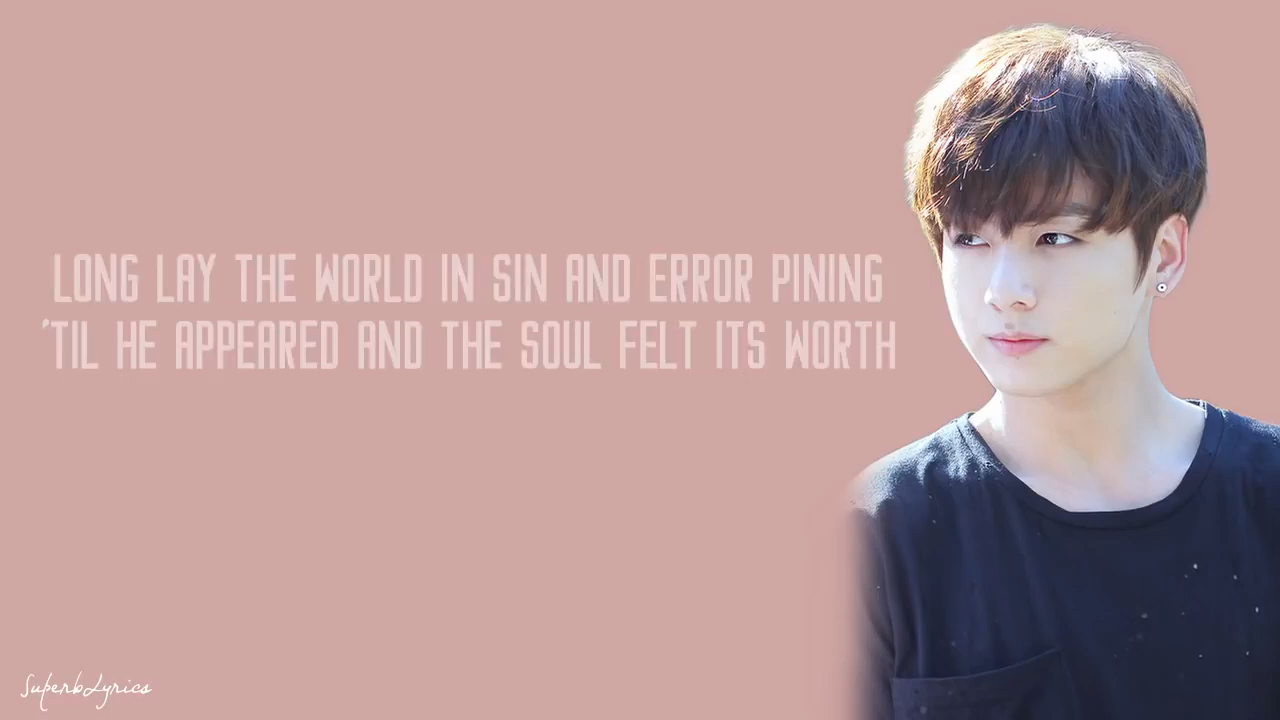 LONG LAY THE WORLD IN SIN AND ERROR PINING
'TIL HE APPEARED AND THE SOUL FELT ITS WORTH
SuperbLyrics